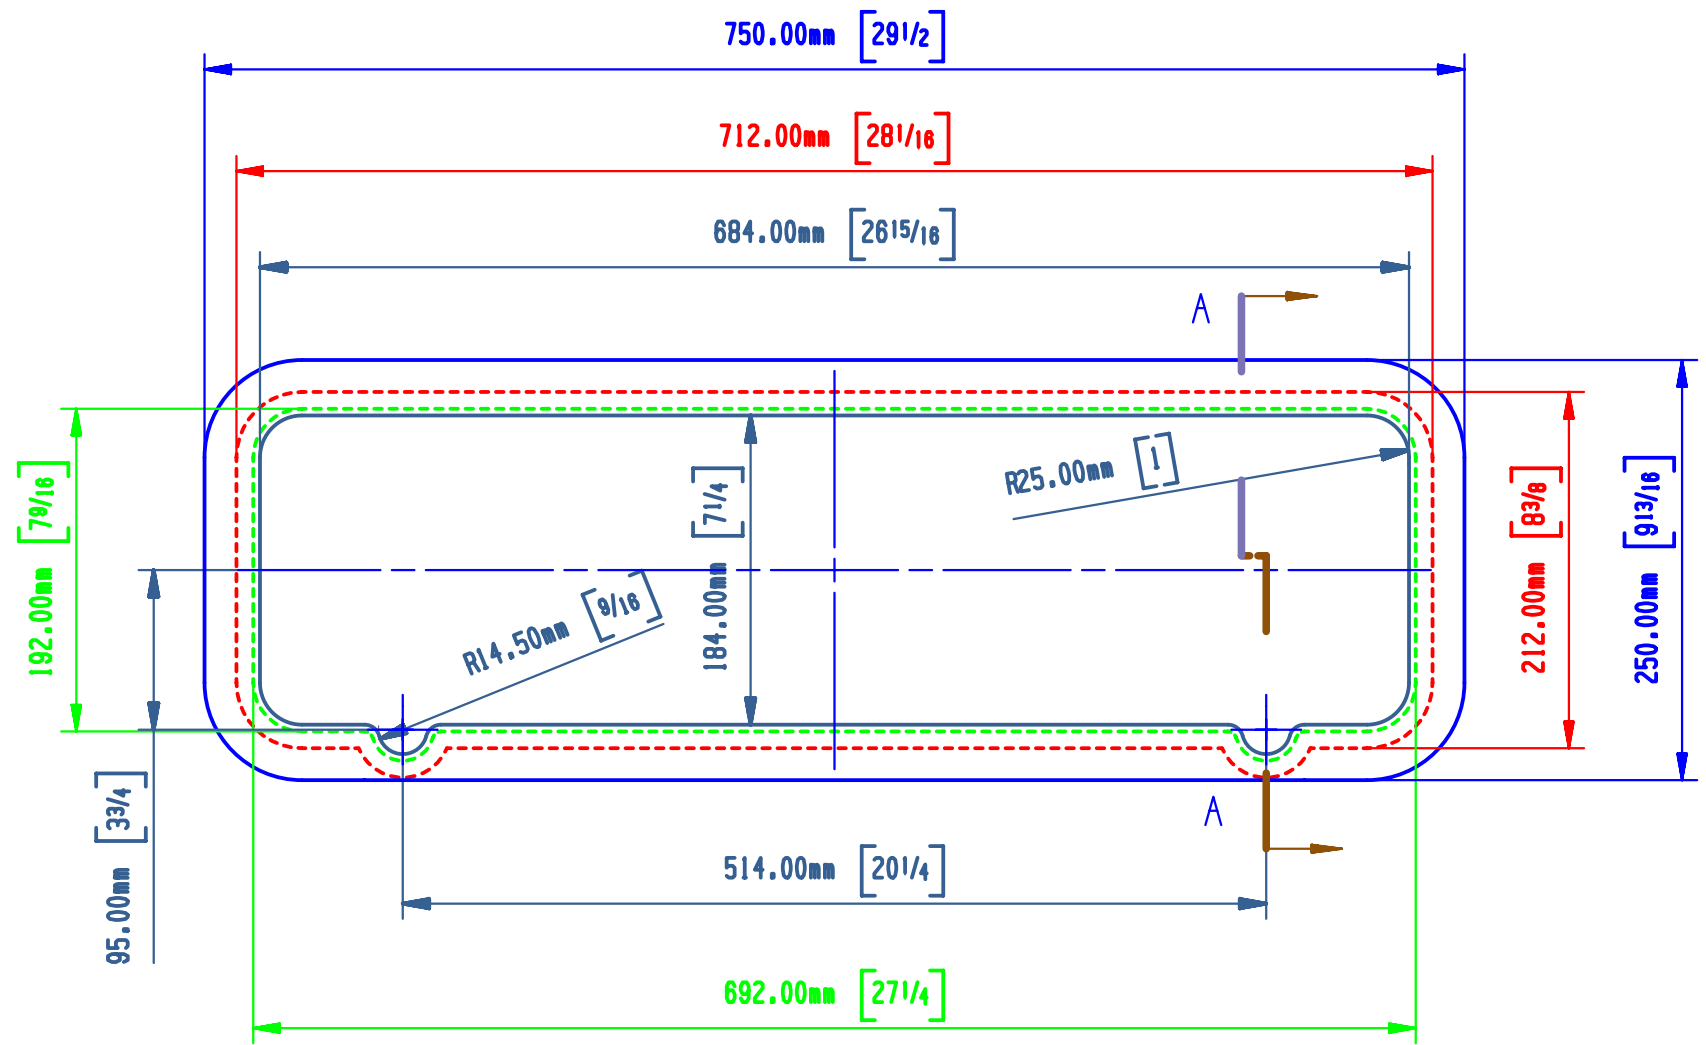 750.00mm [29 1/2]
712.00mm [28 1/16]
684.00mm [26 15/16]
A
R25.00mm [1]
192.00mm [7 9/16]
184.00mm [7 1/4]
212.00mm [8 3/8]
250.00mm [9 13/16]
R14.50mm [9/16]
95.00mm [3 3/4]
A
514.00mm [20 1/4]
692.00mm [27 1/4]